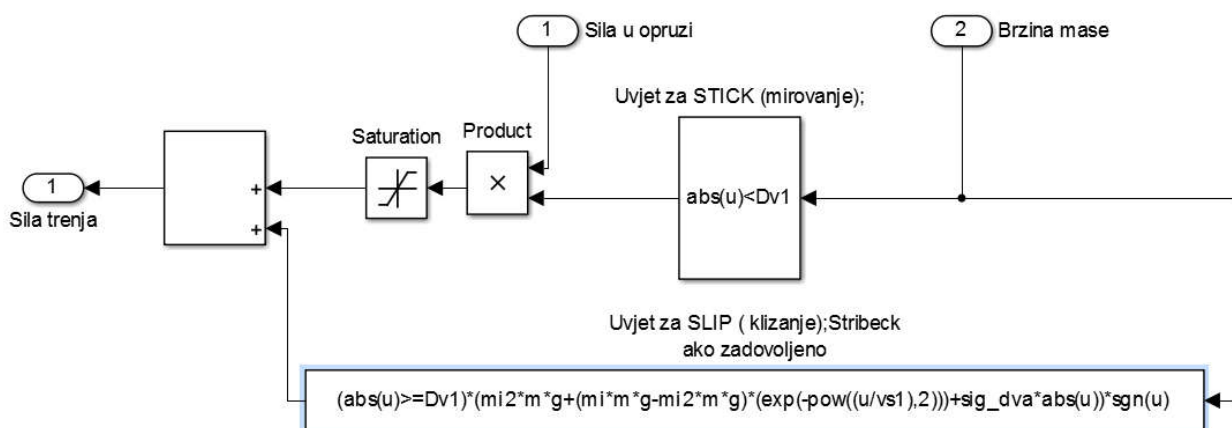 1
Sila u opruzi
2
Brzina mase
Uvjet za STICK (mirovanje);
Saturation
Product
×
abs(u)<Dv1
1
Sila trenja
+
+
Uvjet za SLIP ( klizanje);Stribeck
ako zadovoljeno
(abs(u)>=Dv1)*(mi2*m*g+(mi*m*g-mi2*m*g)*(exp(-pow((u/vs1),2)))+sig_dva*abs(u))*sgn(u)